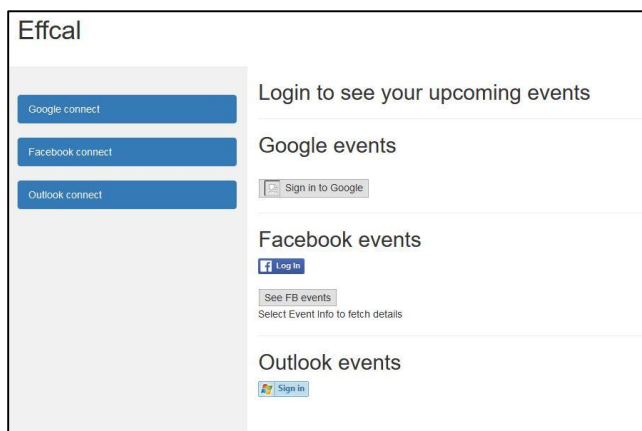 Effcal
Google connect
Facebook connect
Outlook connect
Login to see your upcoming events
Google events
Sign in to Google
Facebook events
f Log In
See FB events
Select Event Info to fetch details
Outlook events
Sign in